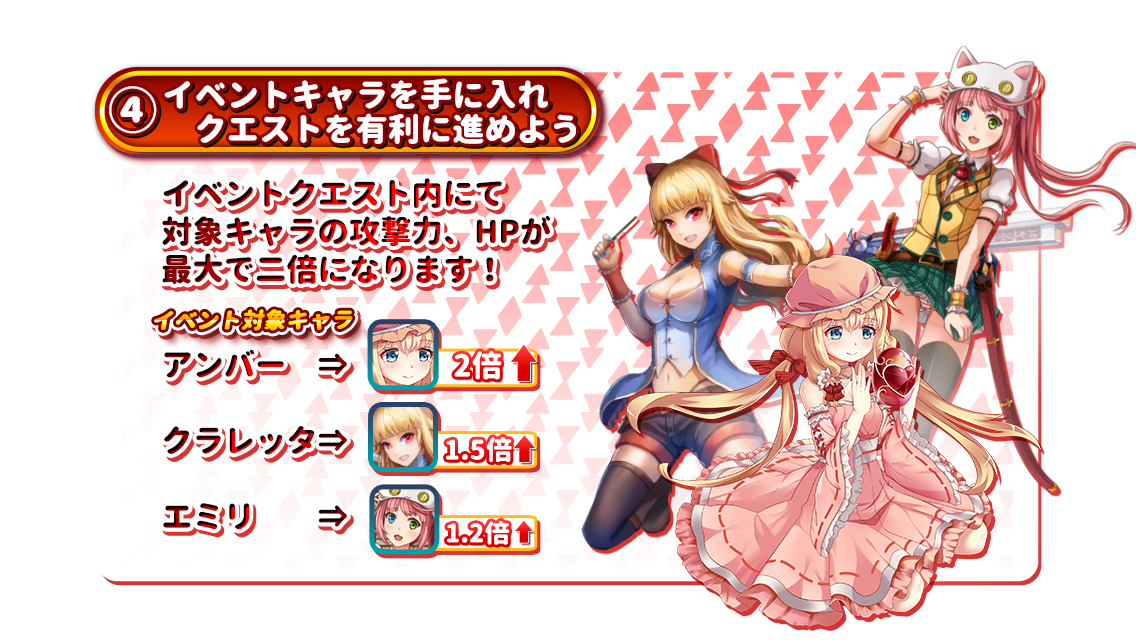 ④ イベントキャラを手に入れ
クエストを有利に進めよう
イベントクエスト内にて
対象キャラの攻撃力、HPが
最大で二倍になります！
イベント対象キャラ
アンバー ⇒ 2倍
クラレッタ⇒ 1.5倍
エミリ ⇒ 1.2倍